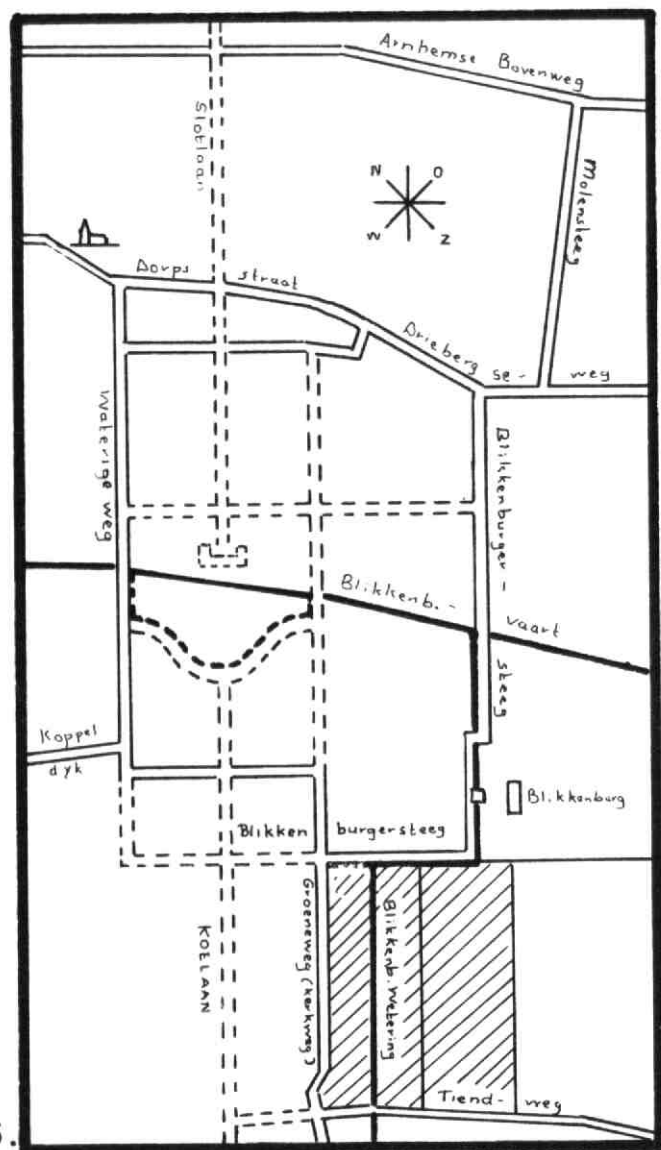 Arnhemse Bovenweg
Slotlaan
Molensteeg
N O
W Z
Dorps straat
Drieberg se- weg
Waterige weg
Blikkenburger-
steeg
Blikkenb.-
vaart
Koppel
dyk
Blikkenburg
Blikken burgersteeg
Groeneweg (kerkweg)
Blikkenb. Wetering
KOELAAN
Tiend- weg